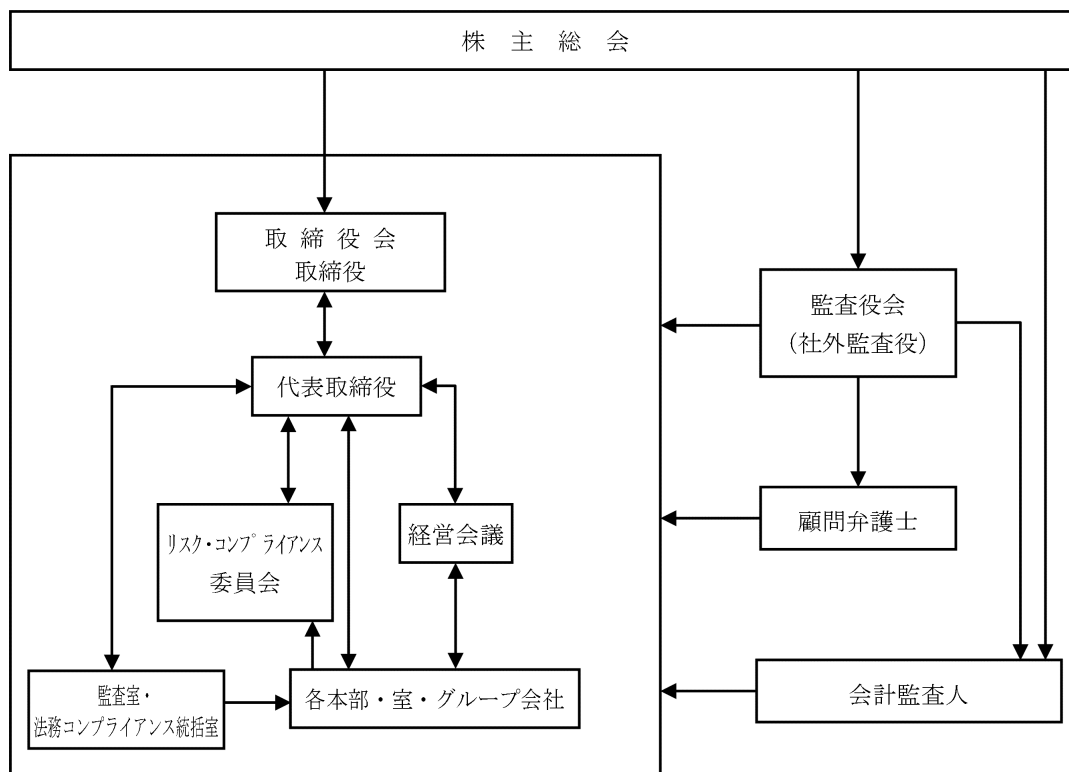 株主総会
取締役会
取締役
監査役会
（社外監査役）
代表取締役
リスク・コンプライアンス
委員会
経営会議
顧問弁護士
監査室・
法務コンプライアンス統括室
各本部・室・グループ会社
会計監査人